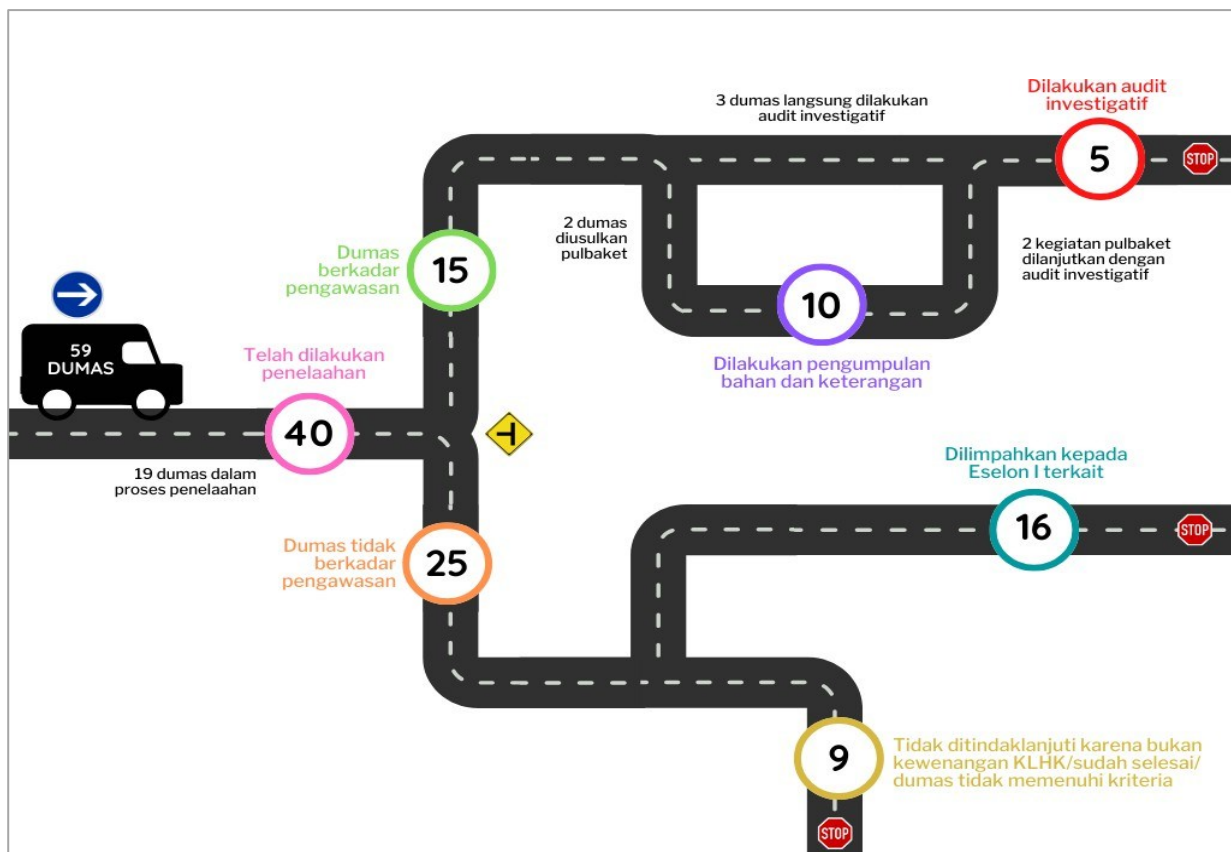 59
DUMAS
Telah dilakukan
penelaahan
40
19 dumas dalam
proses penelaahan
Dumas
berkadar
pengawasan
15
2 dumas
diusulkan
pulbaket
3 dumas langsung dilakukan
audit investigatif
10
Dilakukan pengumpulan
bahan dan keterangan
2 kegiatan pulbaket
dilanjutkan dengan
audit investigatif
Dilakukan audit
investigatif
5
STOP
Dumas tidak
berkadar
pengawasan
25
Dilimpahkan kepada
Eselon I terkait
16
STOP
9
Tidak ditindaklanjuti karena bukan
kewenangan KLHK/sudah selesai/
dumas tidak memenuhi kriteria
STOP